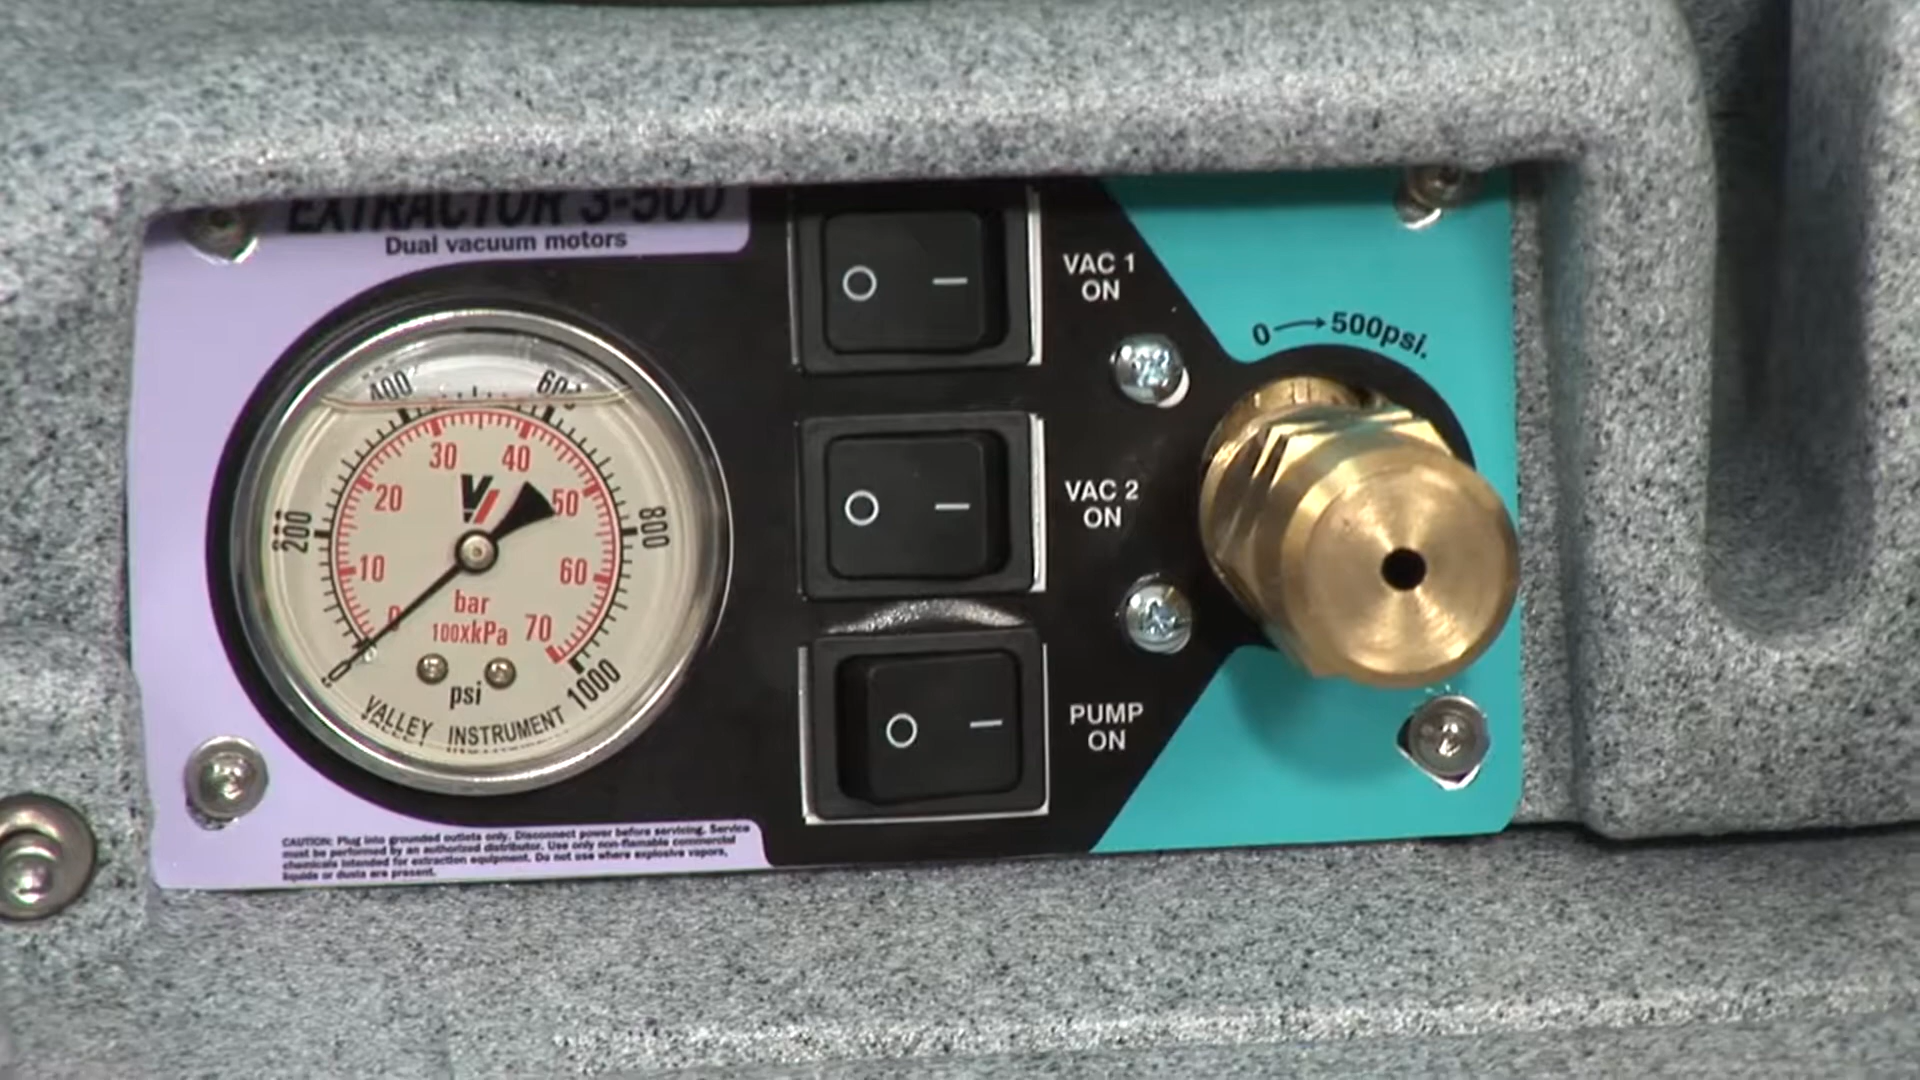 EXTRACTOR 3-500
Dual vacuum motors
VAC 1
ON
VAC 2
ON
PUMP
ON
0 → 500psi.
0
200
400
600
800
1000
0
10
20
30
40
50
60
70
VI
bar
100xkPa
psi
VALLEY INSTRUMENT
CAUTION: Plug into grounded outlets only. Disconnect power before servicing. Service
must be performed by an authorized distributor. Use only non-flamable commercial
chemicals intended for extraction equipment. Do not use where explosive vapors,
liquids or dusts are present.